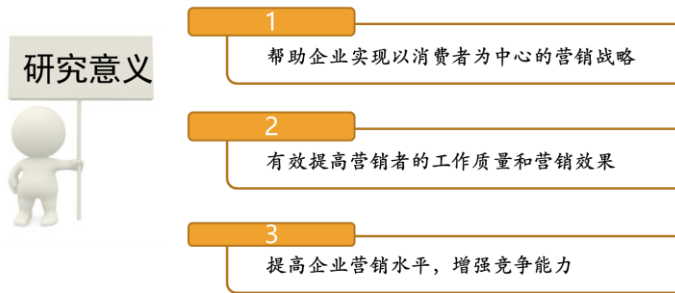 研究意义
1
帮助企业实现以消费者为中心的营销战略
2
有效提高营销者的工作质量和营销效果
3
提高企业营销水平，增强竞争能力